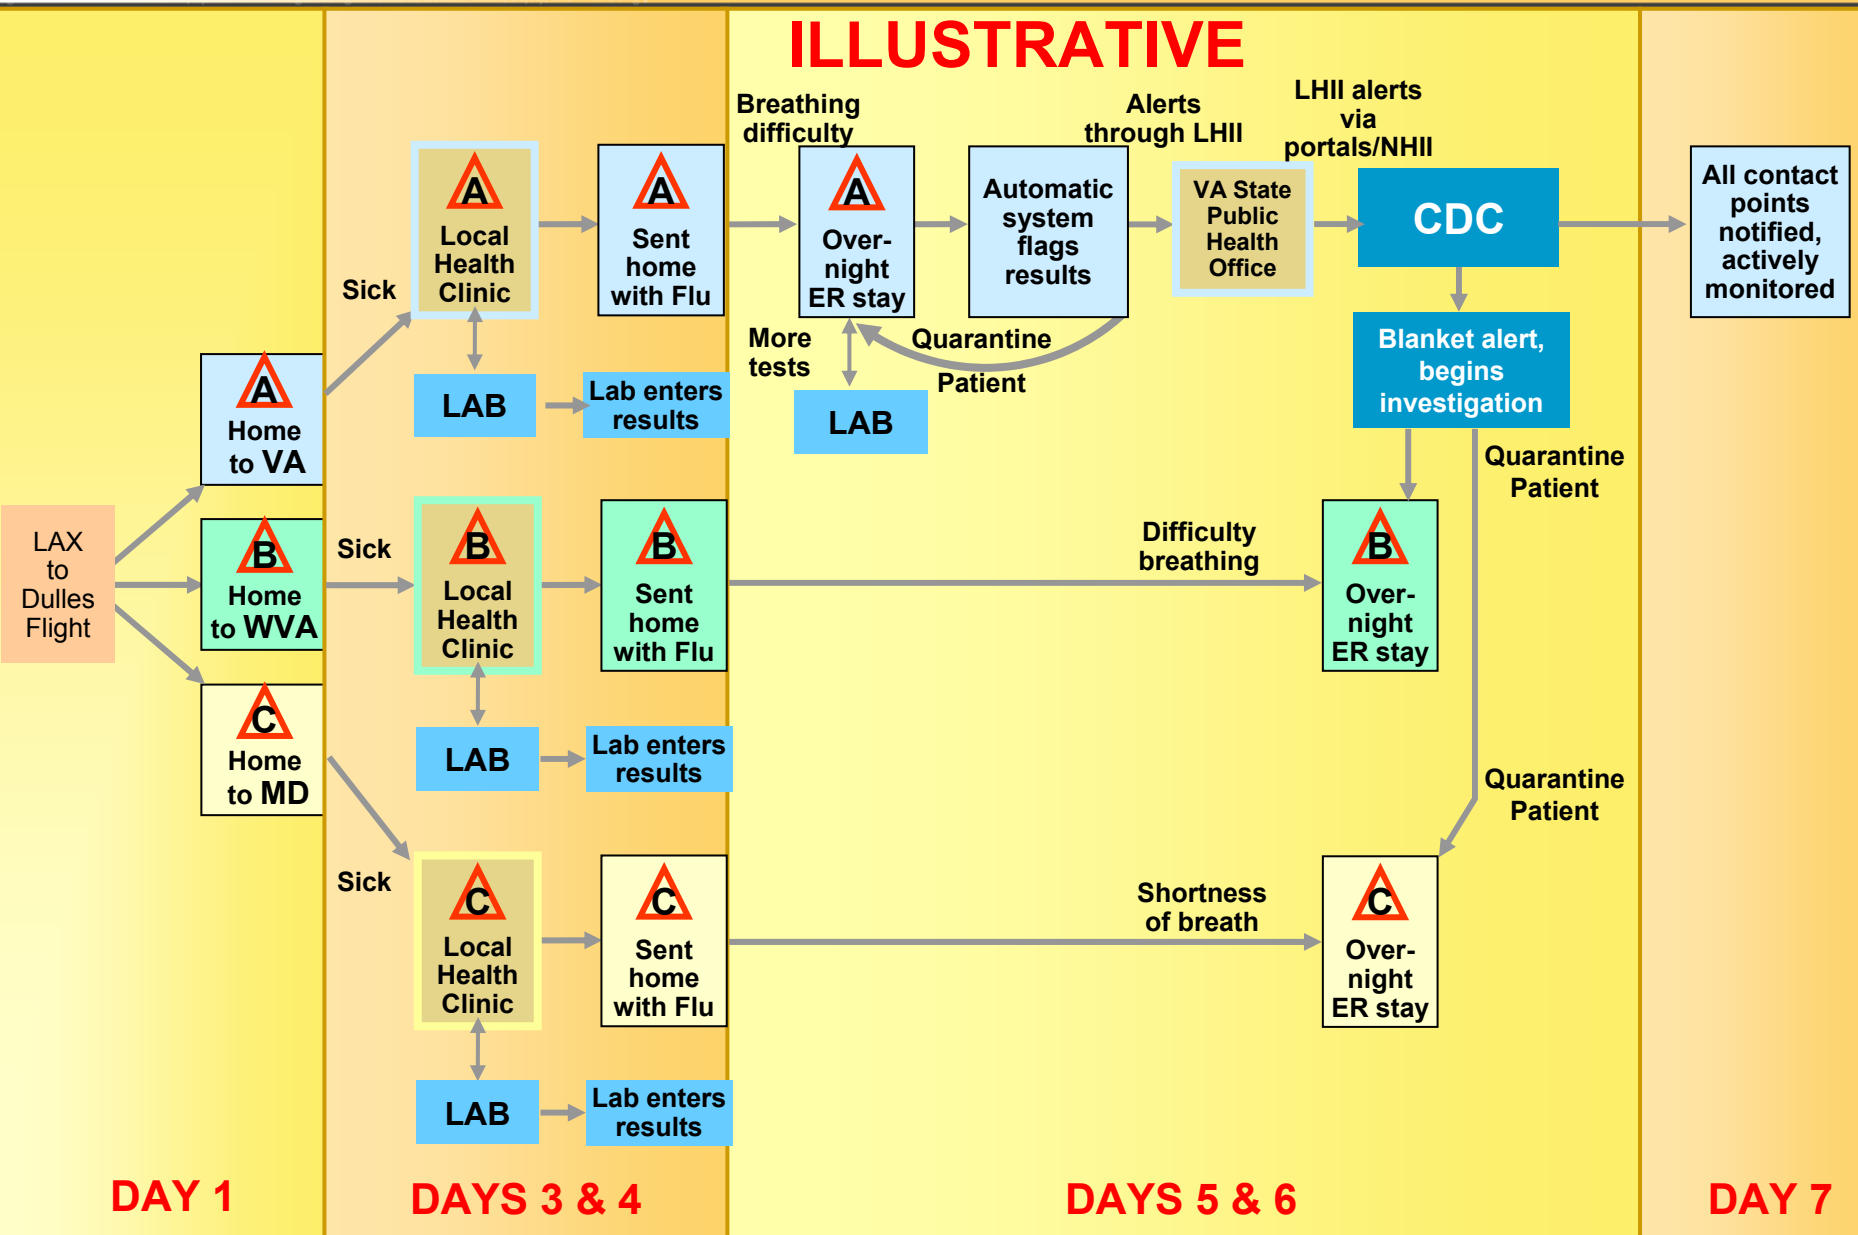 ILLUSTRATIVE
LAX
to
Dulles
Flight
A
Home
to VA
B
Home
to WVA
C
Home
to MD
DAY 1
Sick
A
Local
Health
Clinic
A
Sent
home
with Flu
LAB
Lab enters
results
Sick
B
Local
Health
Clinic
B
Sent
home
with Flu
LAB
Lab enters
results
Sick
C
Local
Health
Clinic
C
Sent
home
with Flu
LAB
Lab enters
results
DAYS 3 & 4
Breathing
difficulty
A
Over-
night
ER stay
More
tests
LAB
Automatic
system
flags
results
Quarantine
Patient
Alerts
through LHII
VA State
Public
Health
Office
LHII alerts
via
portals/NHII
CDC
Blanket alert,
begins
investigation
Quarantine
Patient
Difficulty
breathing
B
Over-
night
ER stay
Quarantine
Patient
Shortness
of breath
C
Over-
night
ER stay
DAYS 5 & 6
All contact
points
notified,
actively
monitored
DAY 7